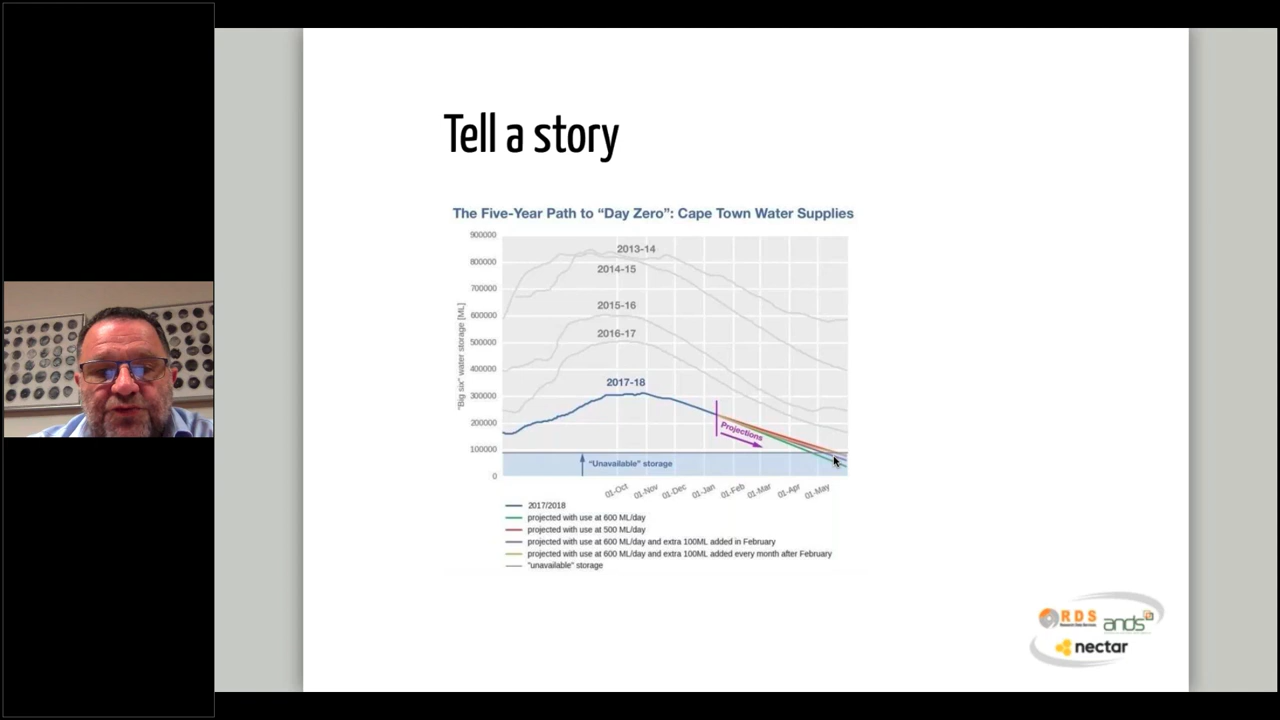 Tell a story
The Five-Year Path to "Day Zero": Cape Town Water Supplies
900000
800000
700000
600000
500000
400000
300000
200000
100000
0
"Big six" water storage [ML]
2013-14
2014-15
2015-16
2016-17
2017-18
Projections
"Unavailable" storage
01-Oct
01-Nov
01-Dec
01-Jan
01-Feb
01-Mar
01-Apr
01-May
2017/2018
projected with use at 600 ML/day
projected with use at 500 ML/day
projected with use at 600 ML/day and extra 100ML added in February
projected with use at 600 ML/day and extra 100ML added every month after February
"unavailable" storage
RDS
ands
nectar